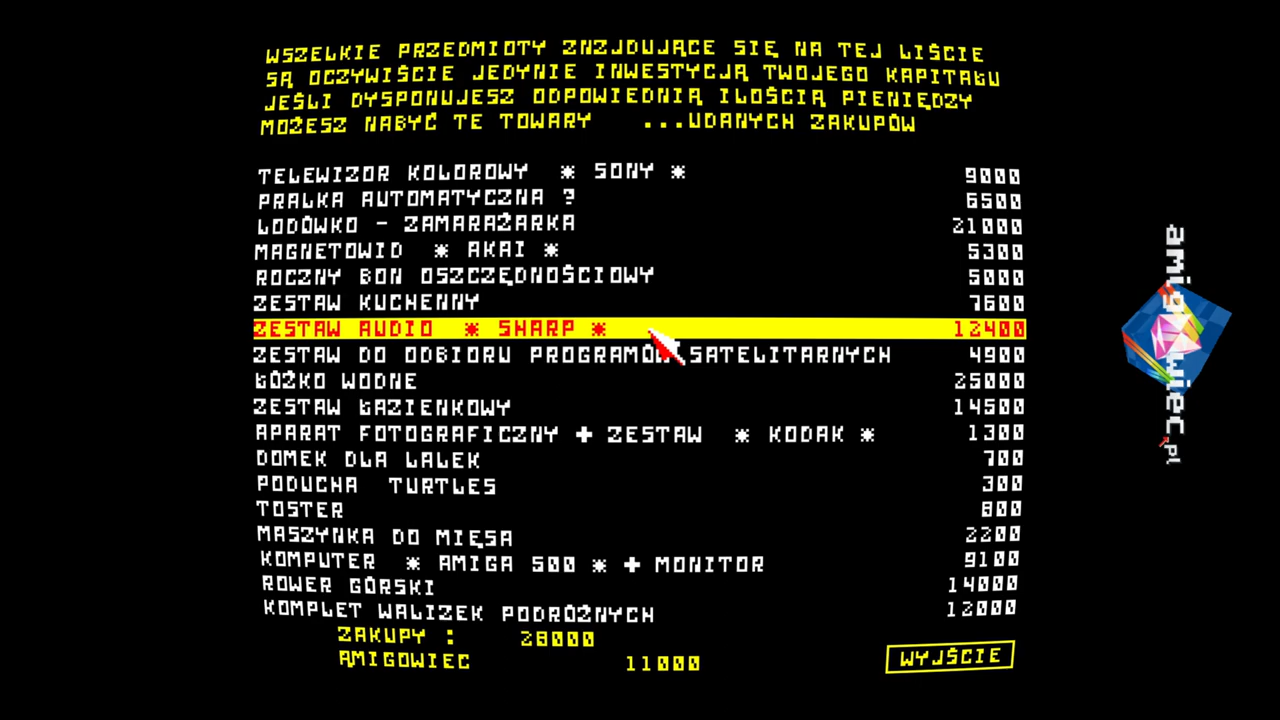 WSZELKIE PRZEDMIOTY ZNZJDUJĄCE SIĘ NA TEJ LIŚCIE
SĄ OCZYWIŚCIE JEDYNIE INWESTYCJĄ TWOJEGO KAPITAŁU
JEŚLI DYSPONUJESZ ODPOWIEDNIĄ ILOŚCIĄ PIENIĘDZY
MOŻESZ NABYĆ TE TOWARY ...UDANYCH ZAKUPÓW
TELEWIZOR KOLOROWY * SONY * 9000
PRALKA AUTOMATYCZNA ? 6500
LODÓWKO - ZAMARAŻARKA 21000
MAGNETOWID * AKAI * 5300
ROCZNY BON OSZCZĘDNOŚCIOWY 5000
ZESTAW KUCHENNY 7600
ZESTAW AUDIO * SHARP * 12400
ZESTAW DO ODBIORU PROGRAMÓW SATELITARNYCH 4900
ŁÓŻKO WODNE 25000
ZESTAW ŁAZIENKOWY 14500
APARAT FOTOGRAFICZNY + ZESTAW * KODAK * 1300
DOMEK DLA LALEK 700
PODUCHA TURTLES 300
TOSTER 800
MASZYNKA DO MIĘSA 2200
KOMPUTER * AMIGA 500 * + MONITOR 9100
ROWER GÓRSKI 14000
KOMPLET WALIZEK PODRÓŻNYCH 12000
ZAKUPY : 28000
AMIGOWIEC 11000
WYJŚCIE
amigowiec.pl